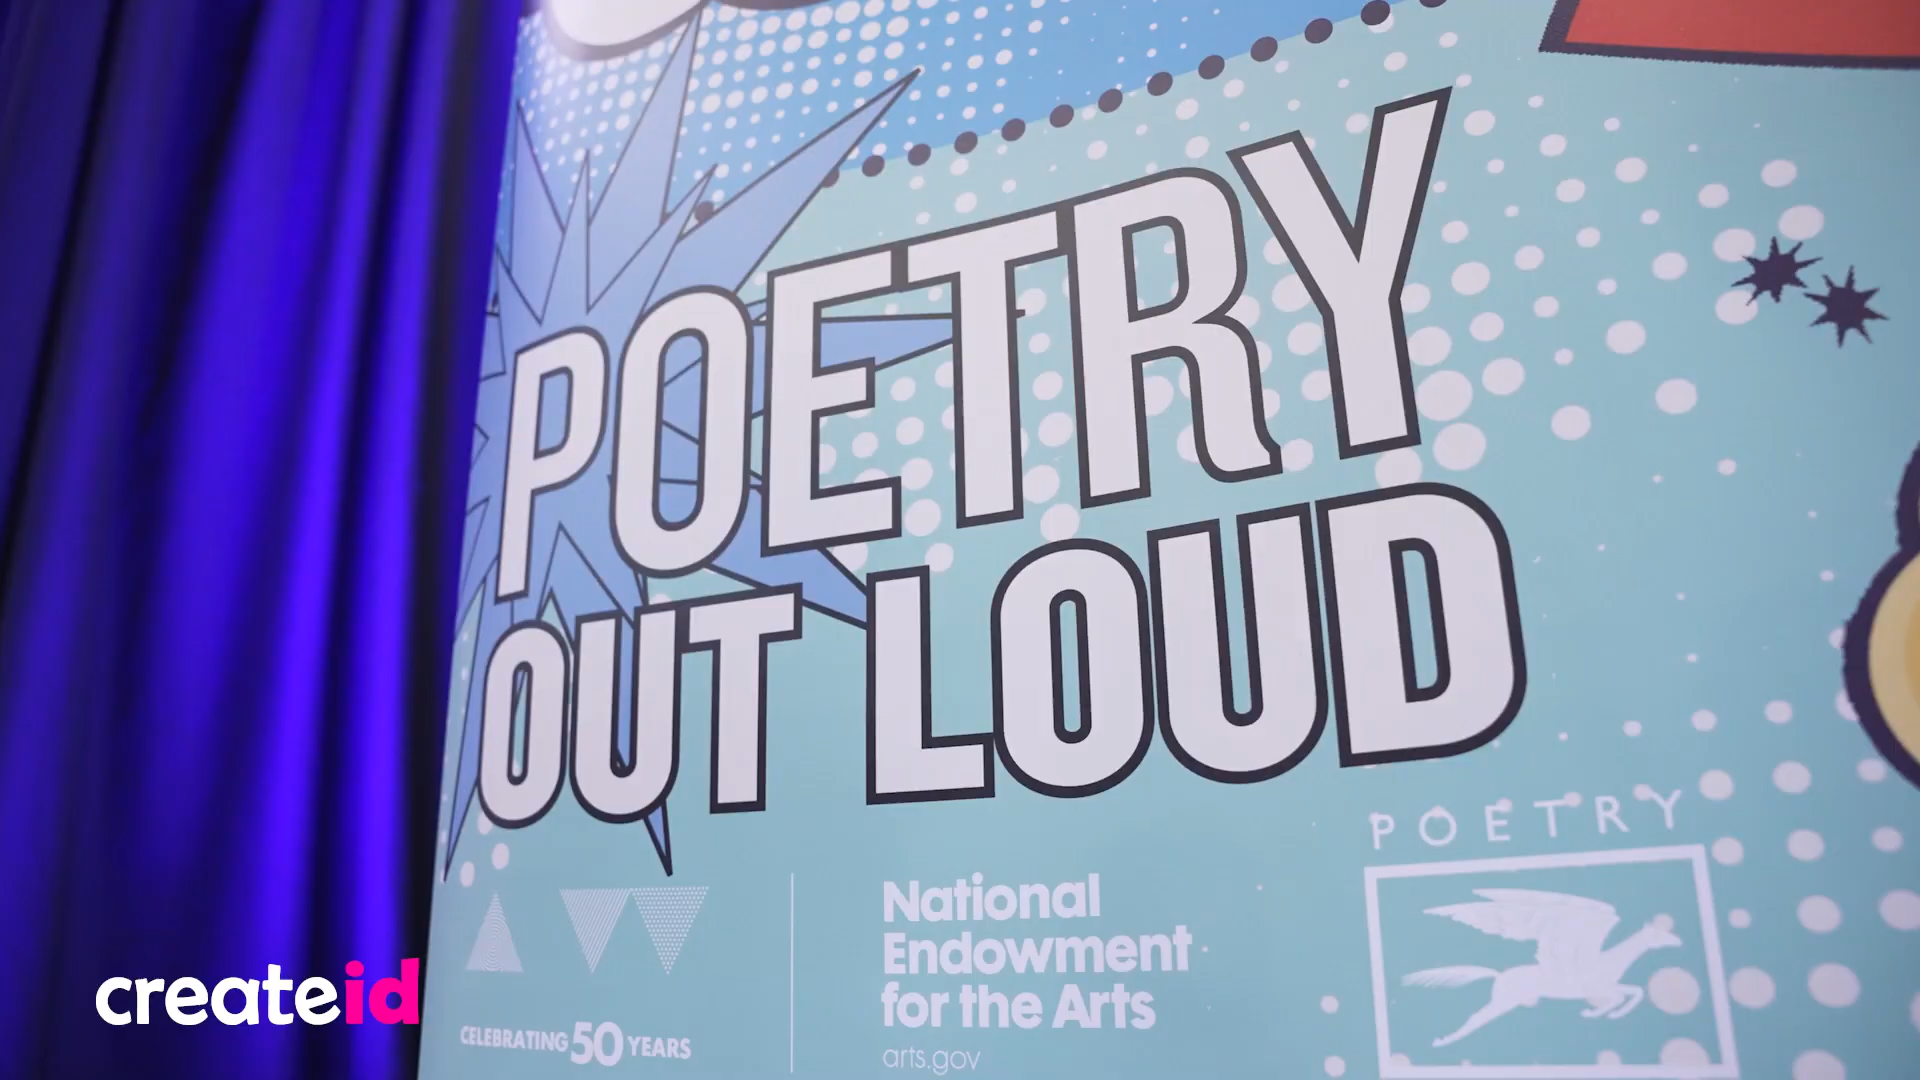 POETRY
OUT LOUD
POETRY
National
Endowment
for the Arts
arts.gov
CELEBRATING 50 YEARS
createid